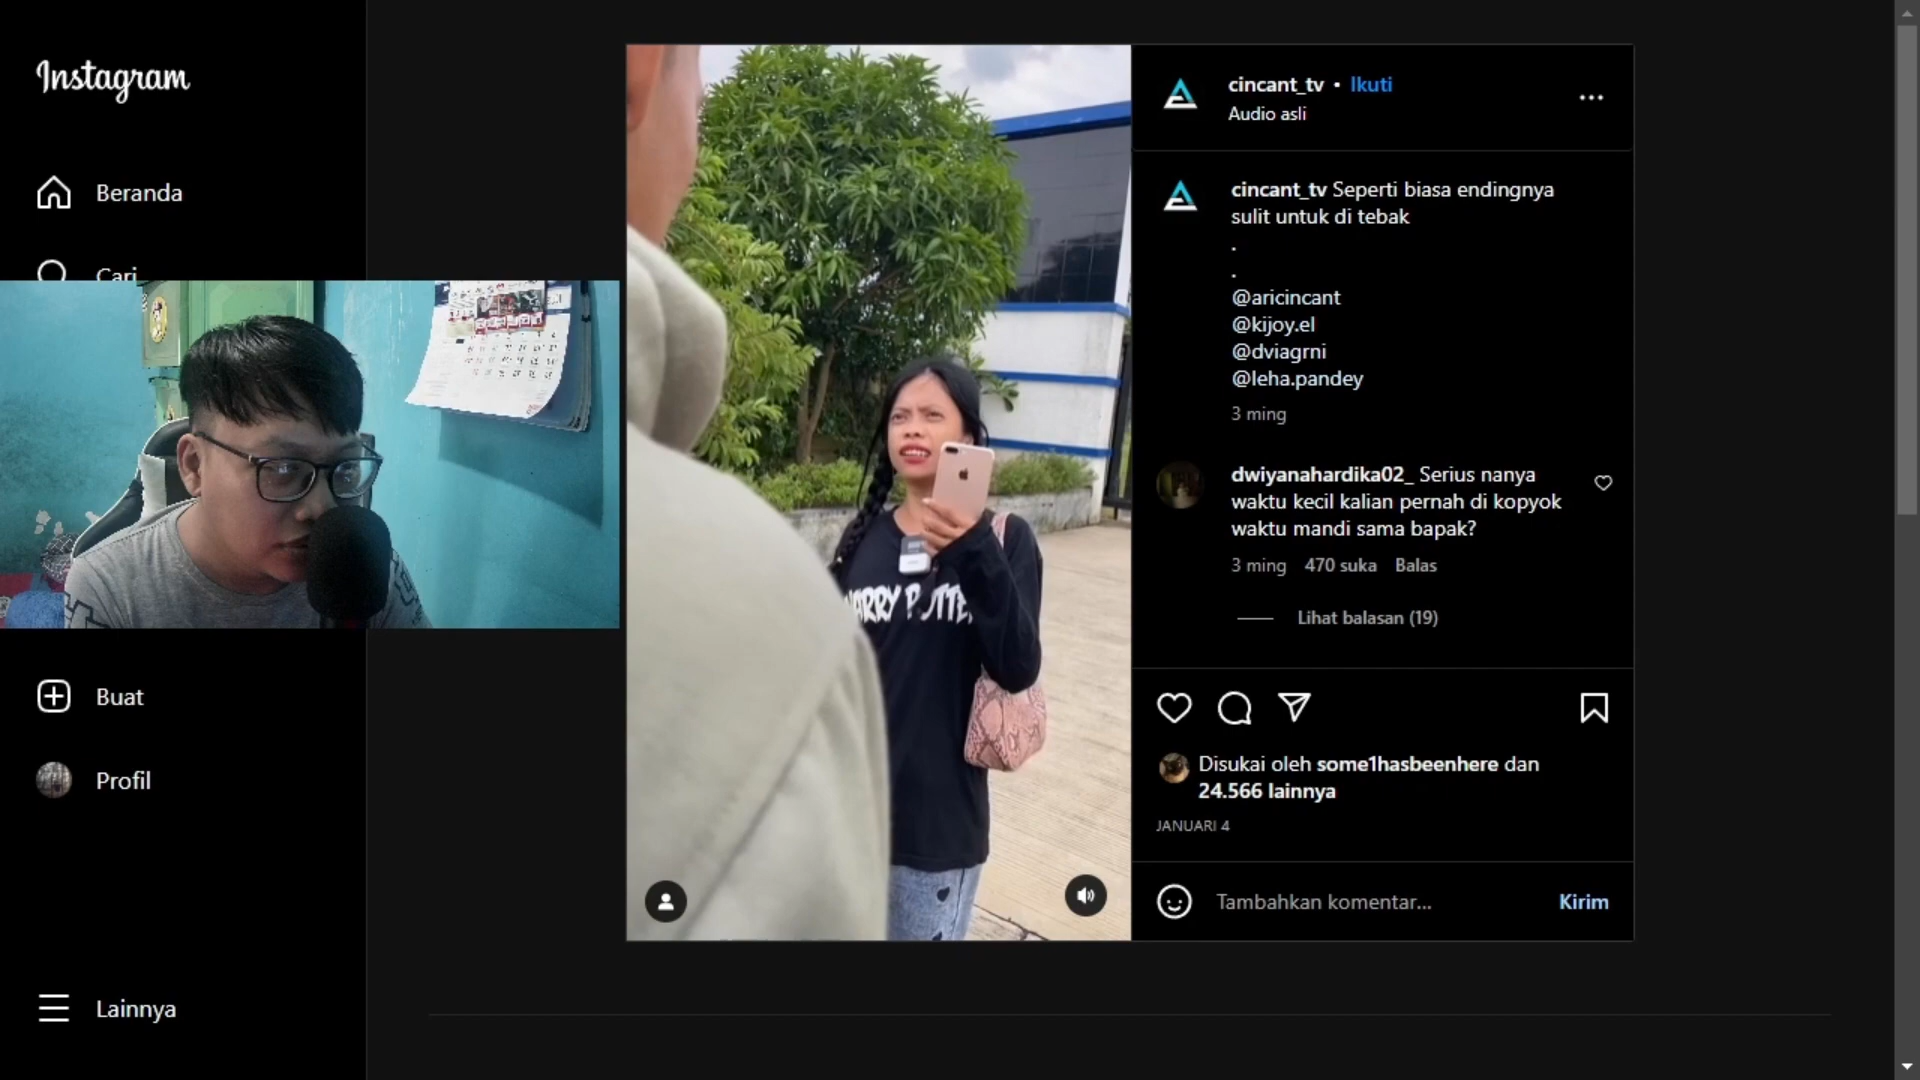 Instagram
Beranda
Cari
Buat
Profil
Lainnya
HARRY POTTER
cincant_tv • Ikuti
Audio asli
cincant_tv Seperti biasa endingnya
sulit untuk di tebak
.
.
@aricincant
@kijoy.el
@dviagrni
@leha.pandey
3 ming
dwiyanahardika02_ Serius nanya
waktu kecil kalian pernah di kopyok
waktu mandi sama bapak?
3 ming 470 suka Balas
Lihat balasan (19)
Disukai oleh some1hasbeenhere dan
24.566 lainnya
JANUARI 4
Tambahkan komentar...
Kirim